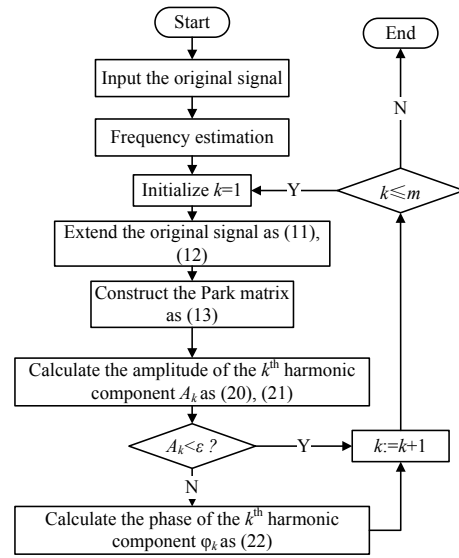 Start
End
Input the original signal
N
Frequency estimation
Initialize k=1
Y
k≤m
Extend the original signal as (11),
(12)
Construct the Park matrix
as (13)
Calculate the amplitude of the kth harmonic
component Ak as (20), (21)
Ak<ε ?
Y
k:=k+1
N
Calculate the phase of the kth harmonic
component φk as (22)